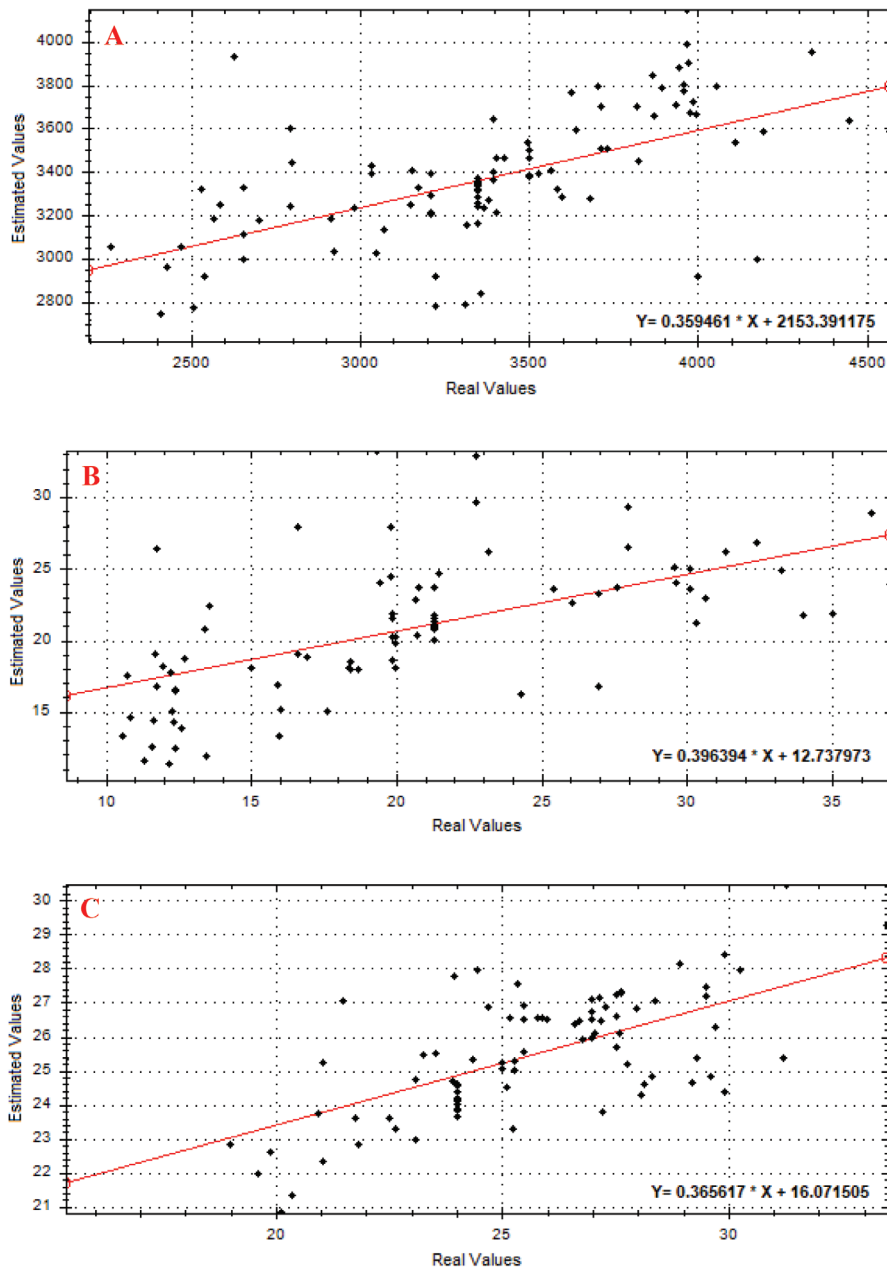 A
4000
3800
3600
3400
3200
3000
2800
Estimated Values
Y= 0.359461 * X + 2153.391175
2500 3000 3500 4000 4500
Real Values
B
30
25
20
15
Estimated Values
Y= 0.396394 * X + 12.737973
10 15 20 25 30 35
Real Values
C
30
29
28
27
26
25
24
23
22
21
Estimated Values
Y= 0.365617 * X + 16.071505
20 25 30
Real Values